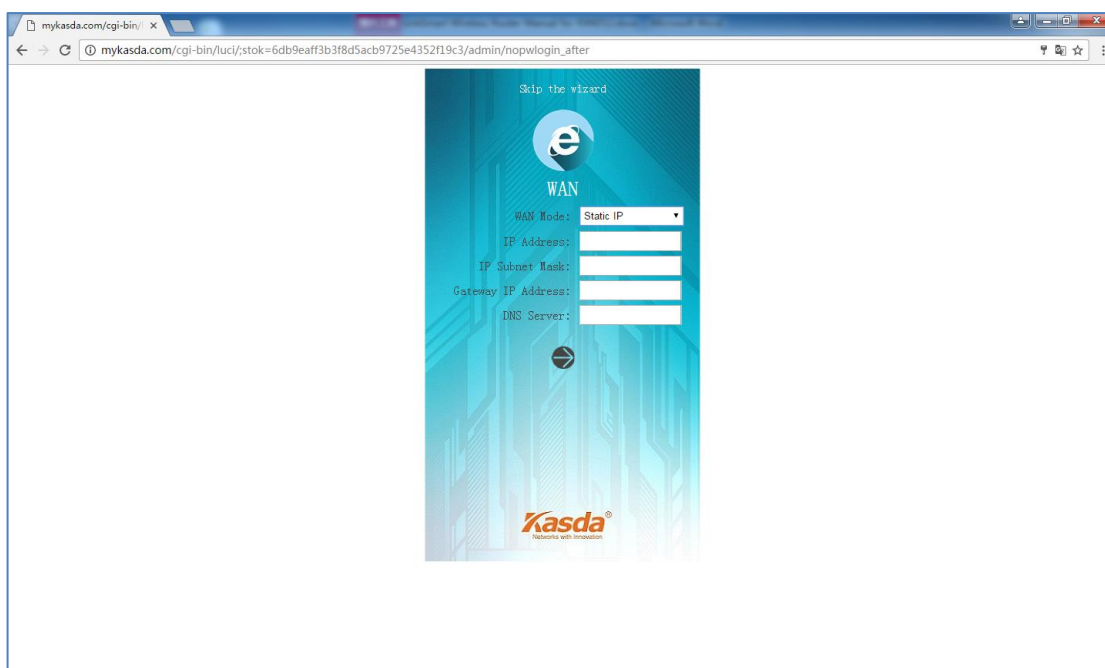 mykasda.com/cgi-bin/l
mykasda.com/cgi-bin/luci/;stok=6db9eaff3b3f8d5acb9725e4352f19c3/admin/nopwlogin_after
Skip the wizard
WAN
WAN Mode: Static IP
IP Address:
IP Subnet Mask:
Gateway IP Address:
DNS Server:
Kasda®
Networks with Innovation